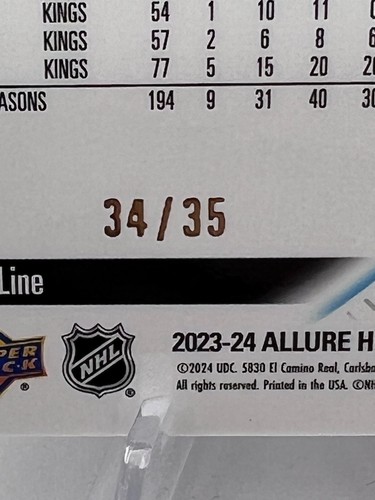 KINGS 54 1 10 11
KINGS 57 2 6 8
KINGS 77 5 15 20
ASONS 194 9 31 40
34/35
Line
NHL
®
®
2023-24 ALLURE H
©2024 UDC. 5830 El Camino Real, Carlsba
All rights reserved. Printed in the USA.